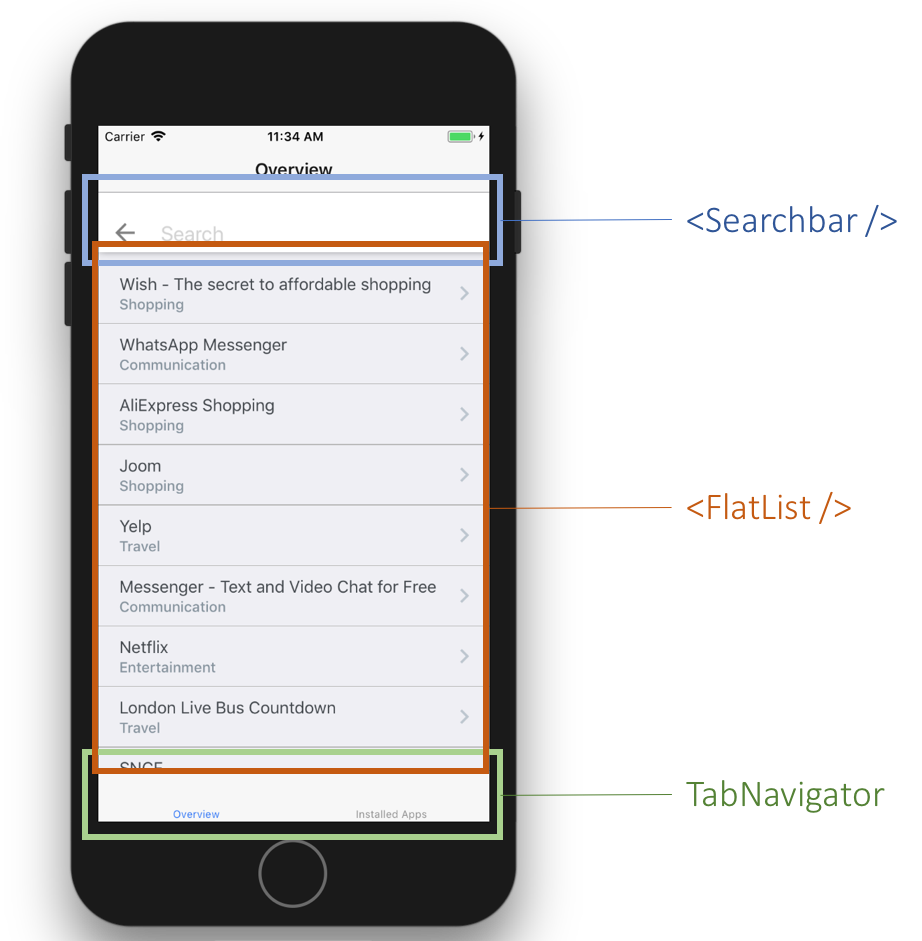 Carrier
11:34 AM
Overview
Search
<Searchbar />
Wish - The secret to affordable shopping
Shopping
WhatsApp Messenger
Communication
AliExpress Shopping
Shopping
Joom
Shopping
<FlatList />
Yelp
Travel
Messenger - Text and Video Chat for Free
Communication
Netflix
Entertainment
London Live Bus Countdown
Travel
SNCF
TabNavigator
Overview
Installed Apps